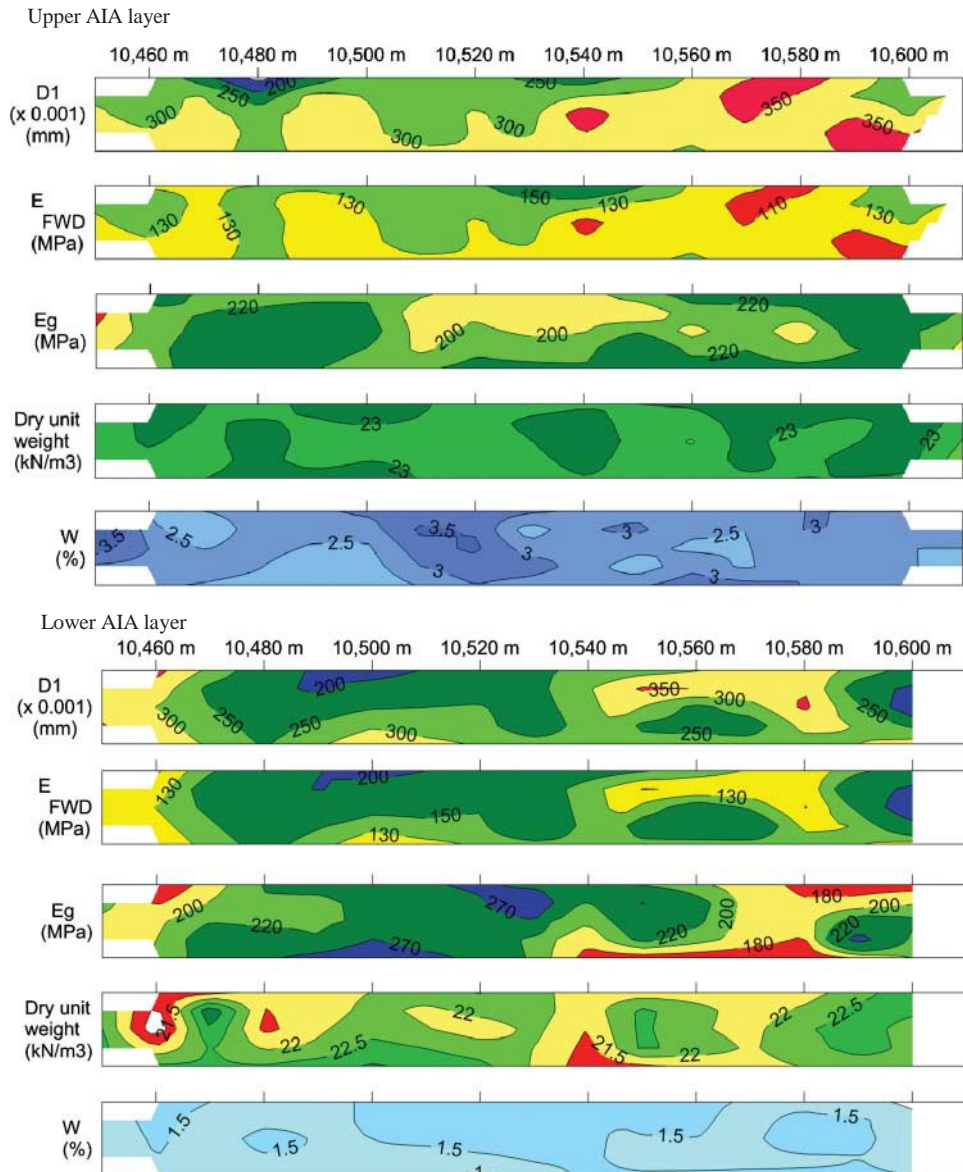 Upper AIA layer
10,460 m 10,480 m 10,500 m 10,520 m 10,540 m 10,560 m 10,580 m 10,600 m
D1
(x 0.001)
(mm)
300 250 200 300 300 250 350 350
E
FWD
(MPa)
130 130 130 150 130 110 130
Eg
(MPa)
220 200 200 220 220
Dry unit
weight
(kN/m3)
23 23 23 23
W
(%)
3.5 2.5 2.5 3.5 3 3 3 2.5 3 3
Lower AIA layer
10,460 m 10,480 m 10,500 m 10,520 m 10,540 m 10,560 m 10,580 m 10,600 m
D1
(x 0.001)
(mm)
300 250 250 200 300 350 300 250 250
E
FWD
(MPa)
130 200 130 150 130
Eg
(MPa)
200 220 270 270 220 200 180 180 220 200
Dry unit
weight
(kN/m3)
21.5 22 22.5 22 21.5 22 22 22.5
W
(%)
1.5 1.5 1.5 1.5 1.5